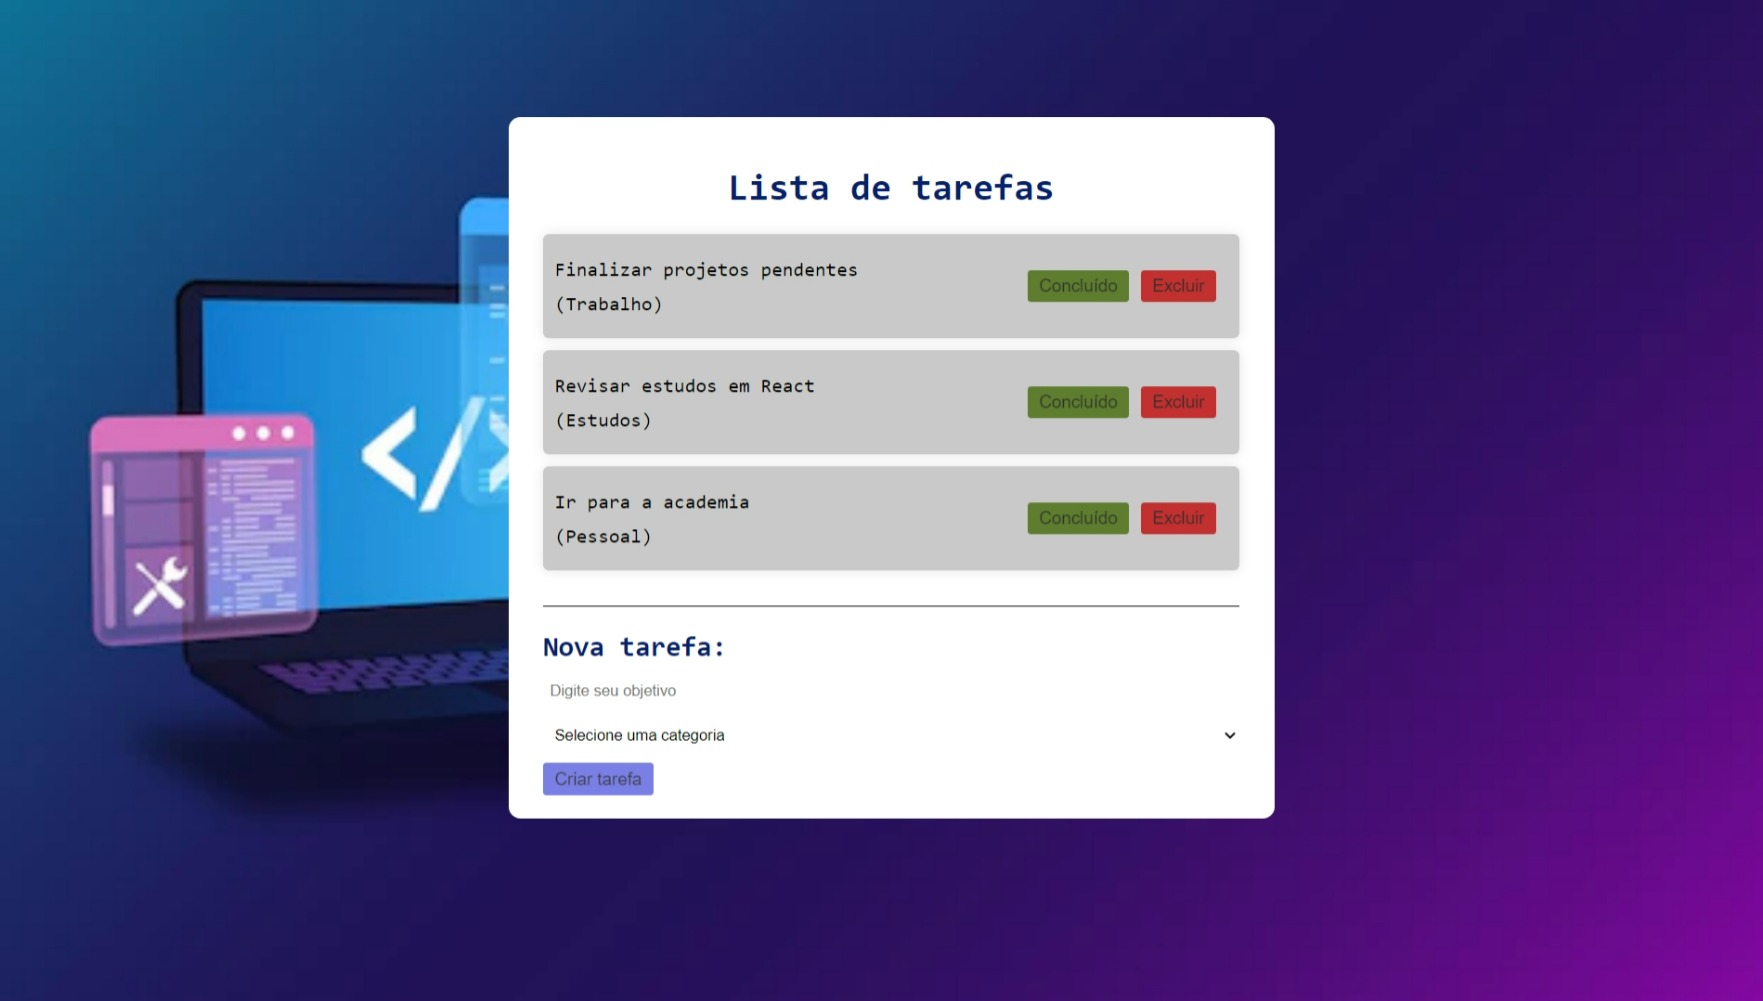 Lista de tarefas
Finalizar projetos pendentes
(Trabalho)
Concluído
Excluir
Revisar estudos em React
(Estudos)
Concluído
Excluir
Ir para a academia
(Pessoal)
Concluído
Excluir
Nova tarefa:
Digite seu objetivo
Selecione uma categoria
Criar tarefa